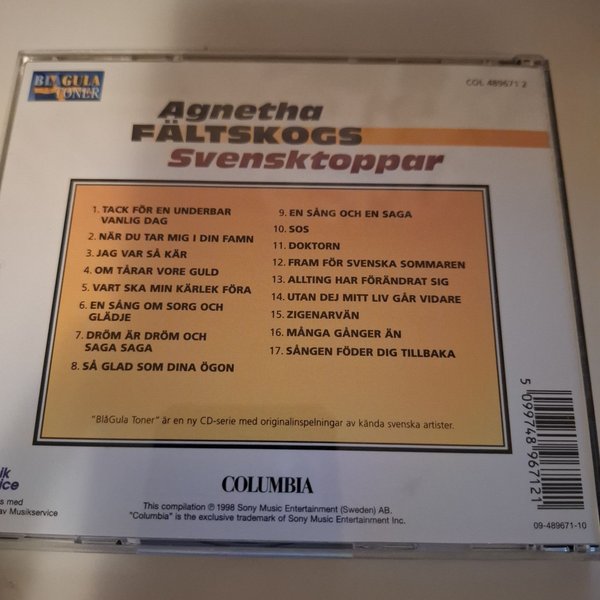 BLÅ GULA
TONER
COL 489671 2
Agnetha
FÄLTSKOGS
Svensktoppar
1. TACK FÖR EN UNDERBAR
VANLIG DAG
2. NÄR DU TAR MIG I DIN FAMN
3. JAG VAR SÅ KÄR
4. OM TÅRAR VORE GULD
5. VART SKA MIN KÄRLEK FÖRA
6. EN SÅNG OM SORG OCH
GLÄDJE
7. DRÖM ÄR DRÖM OCH
SAGA SAGA
8. SÅ GLAD SOM DINA ÖGON
9. EN SÅNG OCH EN SAGA
10. SOS
11. DOKTORN
12. FRAM FÖR SVENSKA SOMMAREN
13. ALLTING HAR FÖRÄNDRAT SIG
14. UTAN DEJ MITT LIV GÅR VIDARE
15. ZIGENARVÄN
16. MÅNGA GÅNGER ÄN
17. SÅNGEN FÖDER DIG TILLBAKA
"BlåGula Toner" är en ny CD-serie med originalinspelningar av kända svenska artister.
COLUMBIA
This compilation ℗ 1998 Sony Music Entertainment (Sweden) AB.
"Columbia" is the exclusive trademark of Sony Music Entertainment Inc.
5 099748 967121
09-489671-10
med
av Musikservice